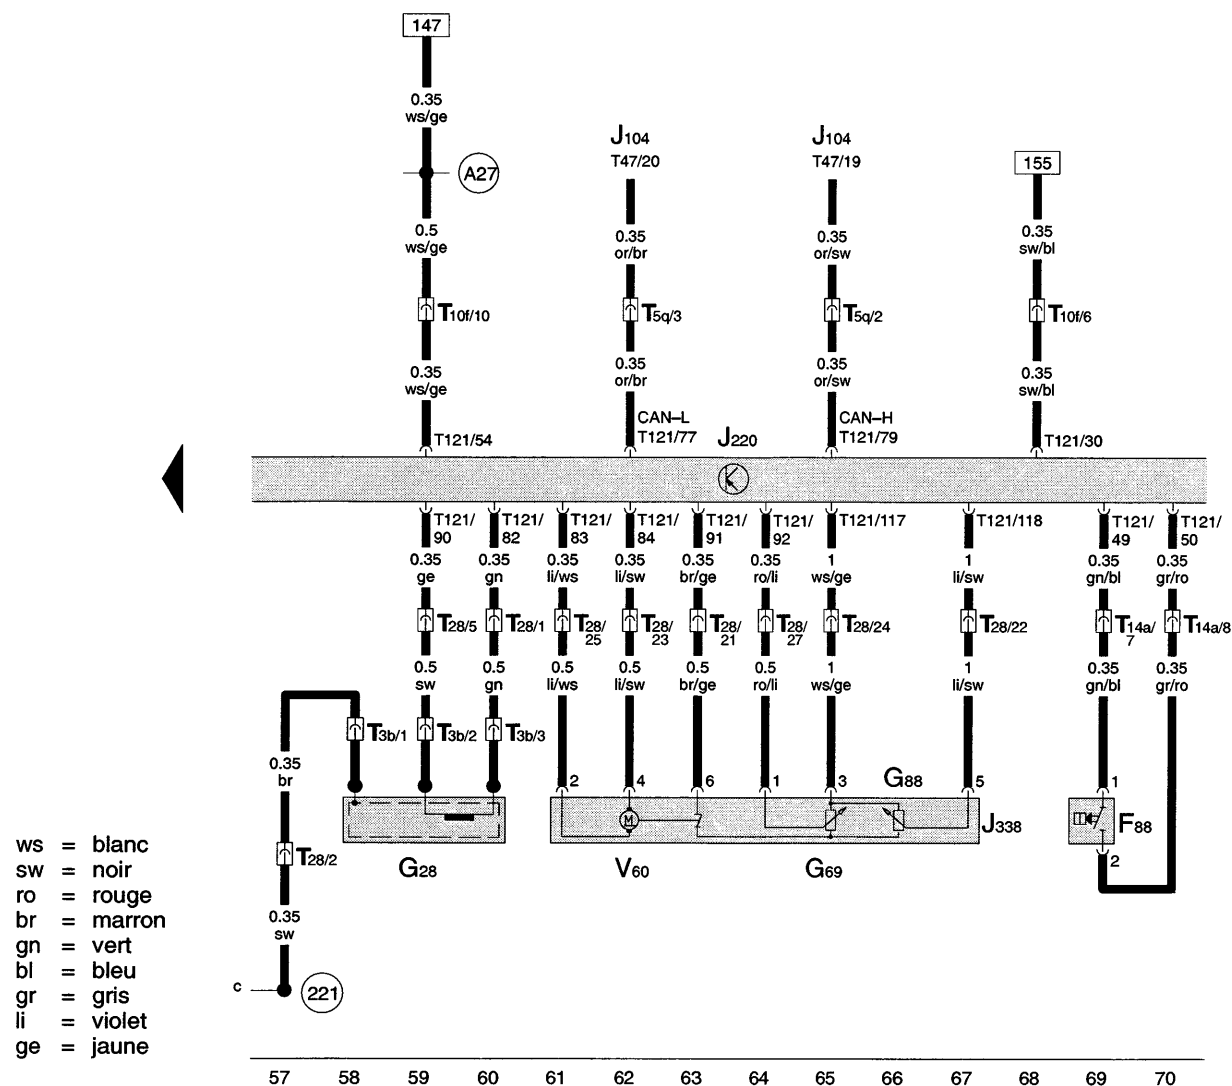 147
0.35
ws/ge
A27
J104
T47/20
J104
T47/19
155
0.5
ws/ge
0.35
or/br
0.35
or/sw
0.35
sw/bl
T10f/10
T5q/3
T5q/2
T10f/6
0.35
ws/ge
0.35
or/br
0.35
or/sw
0.35
sw/bl
T121/54
CAN-L
T121/77
J220
CAN-H
T121/79
T121/30
T121/
90
T121/
82
T121/
83
T121/
84
T121/
91
T121/
92
T121/117
T121/118
T121/
49
T121/
50
0.35
ge
0.35
gn
0.35
li/ws
0.35
li/sw
0.35
br/ge
0.35
ro/li
1
ws/ge
1
li/sw
0.35
gn/bl
0.35
gr/ro
T28/5
T28/1
T28/
25
T28/
23
T28/
21
T28/
27
T28/24
T28/22
T14a/
7
T14a/8
0.5
sw
0.5
gn
0.5
li/ws
0.5
li/sw
0.5
br/ge
0.5
ro/li
1
ws/ge
1
li/sw
0.35
gn/bl
0.35
gr/ro
T3b/1
T3b/2
T3b/3
0.35
br
2
4
6
1
3
G88
5
1
M
J338
F88
2
T28/2
G28
V60
G69
0.35
sw
c
221
ws = blanc
sw = noir
ro = rouge
br = marron
gn = vert
bl = bleu
gr = gris
li = violet
ge = jaune
57 58 59 60 61 62 63 64 65 66 67 68 69 70